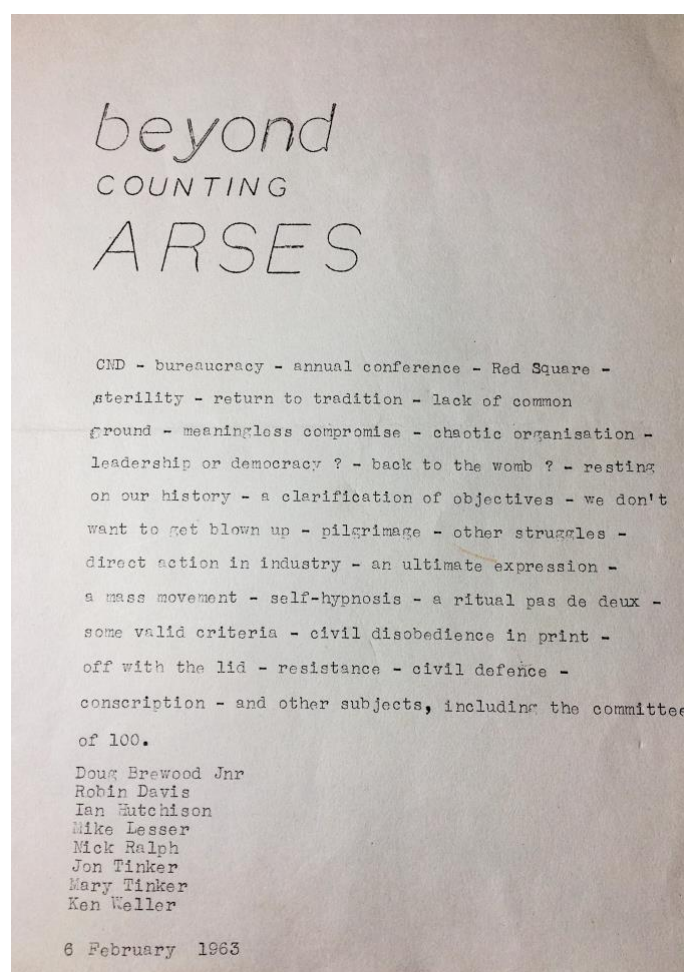 beyond
COUNTING
ARSES
CND - bureaucracy - annual conference - Red Square -
sterility - return to tradition - lack of common
ground - meaningless compromise - chaotic organisation -
leadership or democracy ? - back to the womb ? - resting
on our history - a clarification of objectives - we don't
want to get blown up - pilgrimage - other struggles -
direct action in industry - an ultimate expression -
a mass movement - self-hypnosis - a ritual pas de deux -
some valid criteria - civil disobedience in print -
off with the lid - resistance - civil defence -
conscription - and other subjects, including the committee
of 100.
Doug Brewood Jnr
Robin Davis
Ian Hutchison
Mike Lesser
Nick Ralph
Jon Tinker
Mary Tinker
Ken Weller
6 February 1963